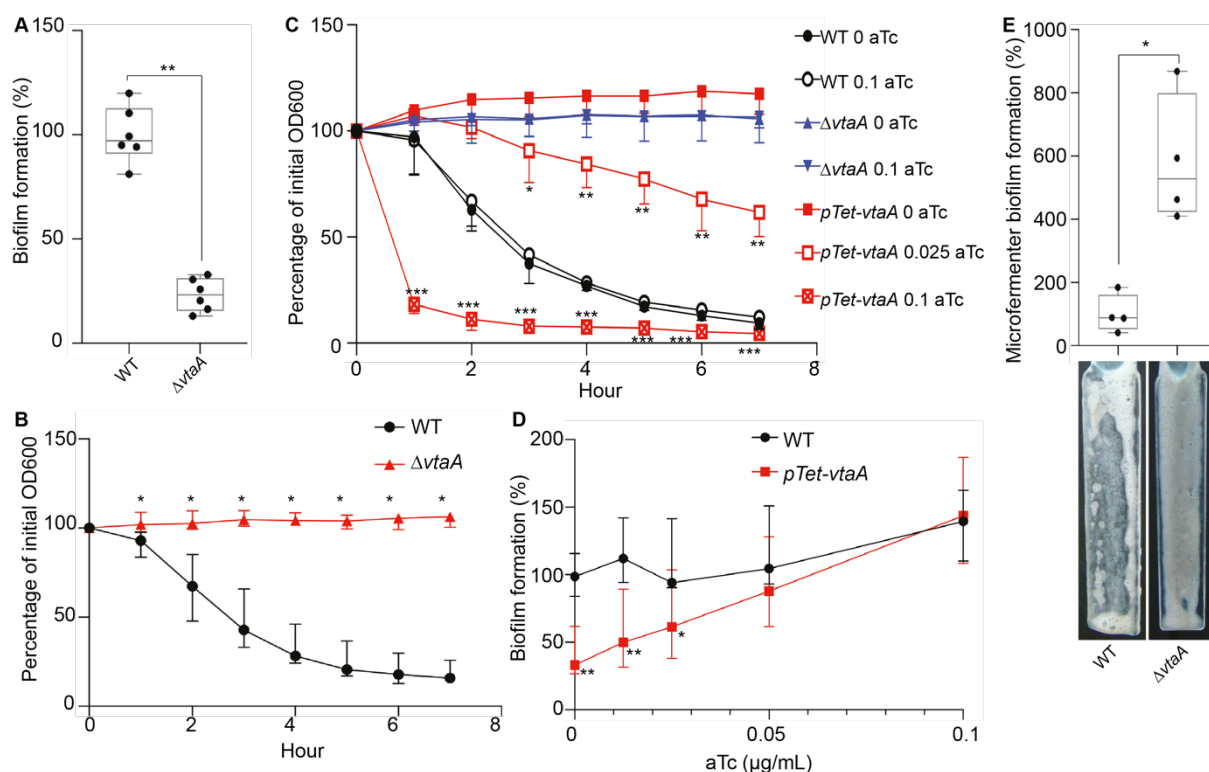 A
150
100
50
0
Biofilm formation (%)
**
WT
ΔvtaA
C
150
100
50
0
Percentage of initial OD600
0
2
4
6
8
Hour
*
**
**
**
**
***
***
***
***
***
***
***
WT 0 aTc
WT 0.1 aTc
ΔvtaA 0 aTc
ΔvtaA 0.1 aTc
pTet-vtaA 0 aTc
pTet-vtaA 0.025 aTc
pTet-vtaA 0.1 aTc
E
1000
800
600
400
200
0
Microfermenter biofilm formation (%)
*
WT
ΔvtaA
B
150
100
50
0
Percentage of initial OD600
WT
ΔvtaA
* * * * * * *
0
2
4
6
8
Hour
D
200
150
100
50
0
Biofilm formation (%)
WT
pTet-vtaA
**
**
*
0
0.05
0.1
aTc (µg/mL)